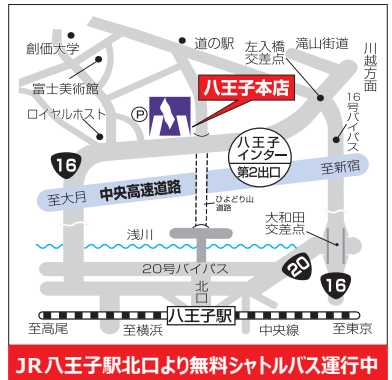 創価大学
道の駅
左入橋
交差点
滝山街道
川越方面
富士美術館
八王子本店
ロイヤルホスト
P
16号バイパス
八王子
インター
第2出口
16
至新宿
中央高速道路
至大月
ひよどり山
道路
大和田
交差点
浅川
20号バイパス
20
16
北口
八王子駅
至高尾
至横浜
中央線
至東京
JR八王子駅北口より無料シャトルバス運行中